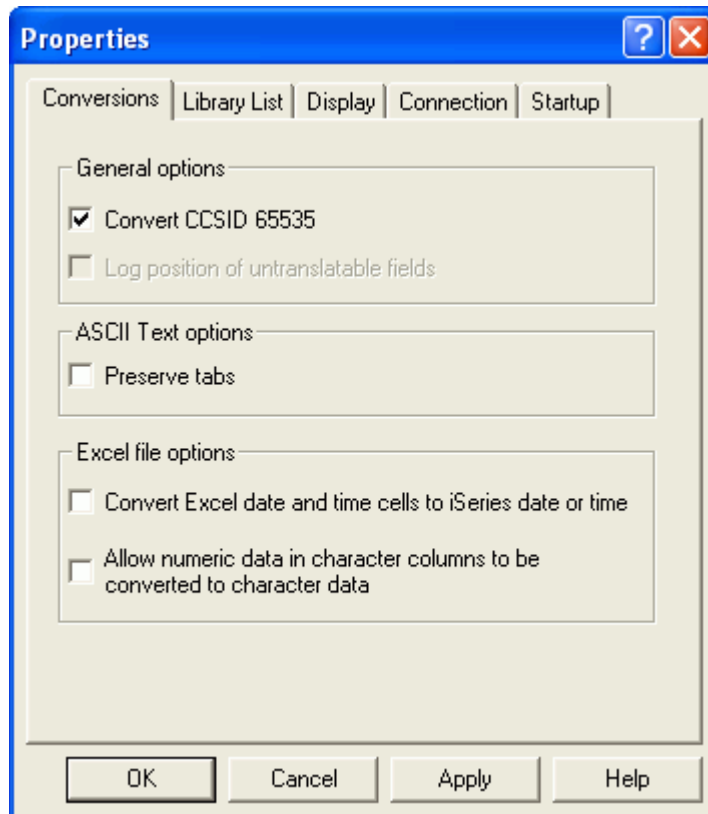 Properties
Conversions Library List Display Connection Startup
General options
Convert CCSID 65535
Log position of untranslatable fields
ASCII Text options
Preserve tabs
Excel file options
Convert Excel date and time cells to iSeries date or time
Allow numeric data in character columns to be
converted to character data
OK Cancel Apply Help